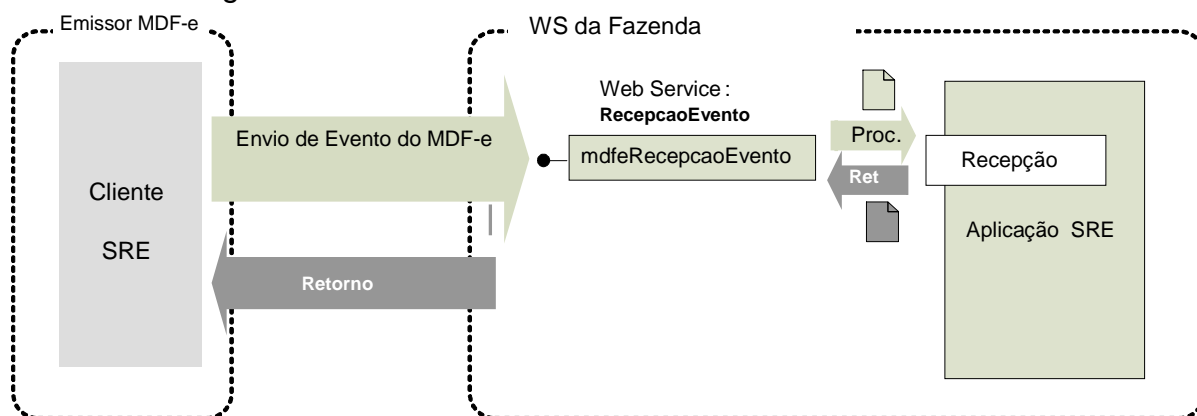 Emissor MDF-e
WS da Fazenda
Web Service :
RecepcaoEvento
Envio de Evento do MDF-e
mdfeRecepcaoEvento
Proc.
Ret
Recepção
Cliente
SRE
Aplicação SRE
Retorno